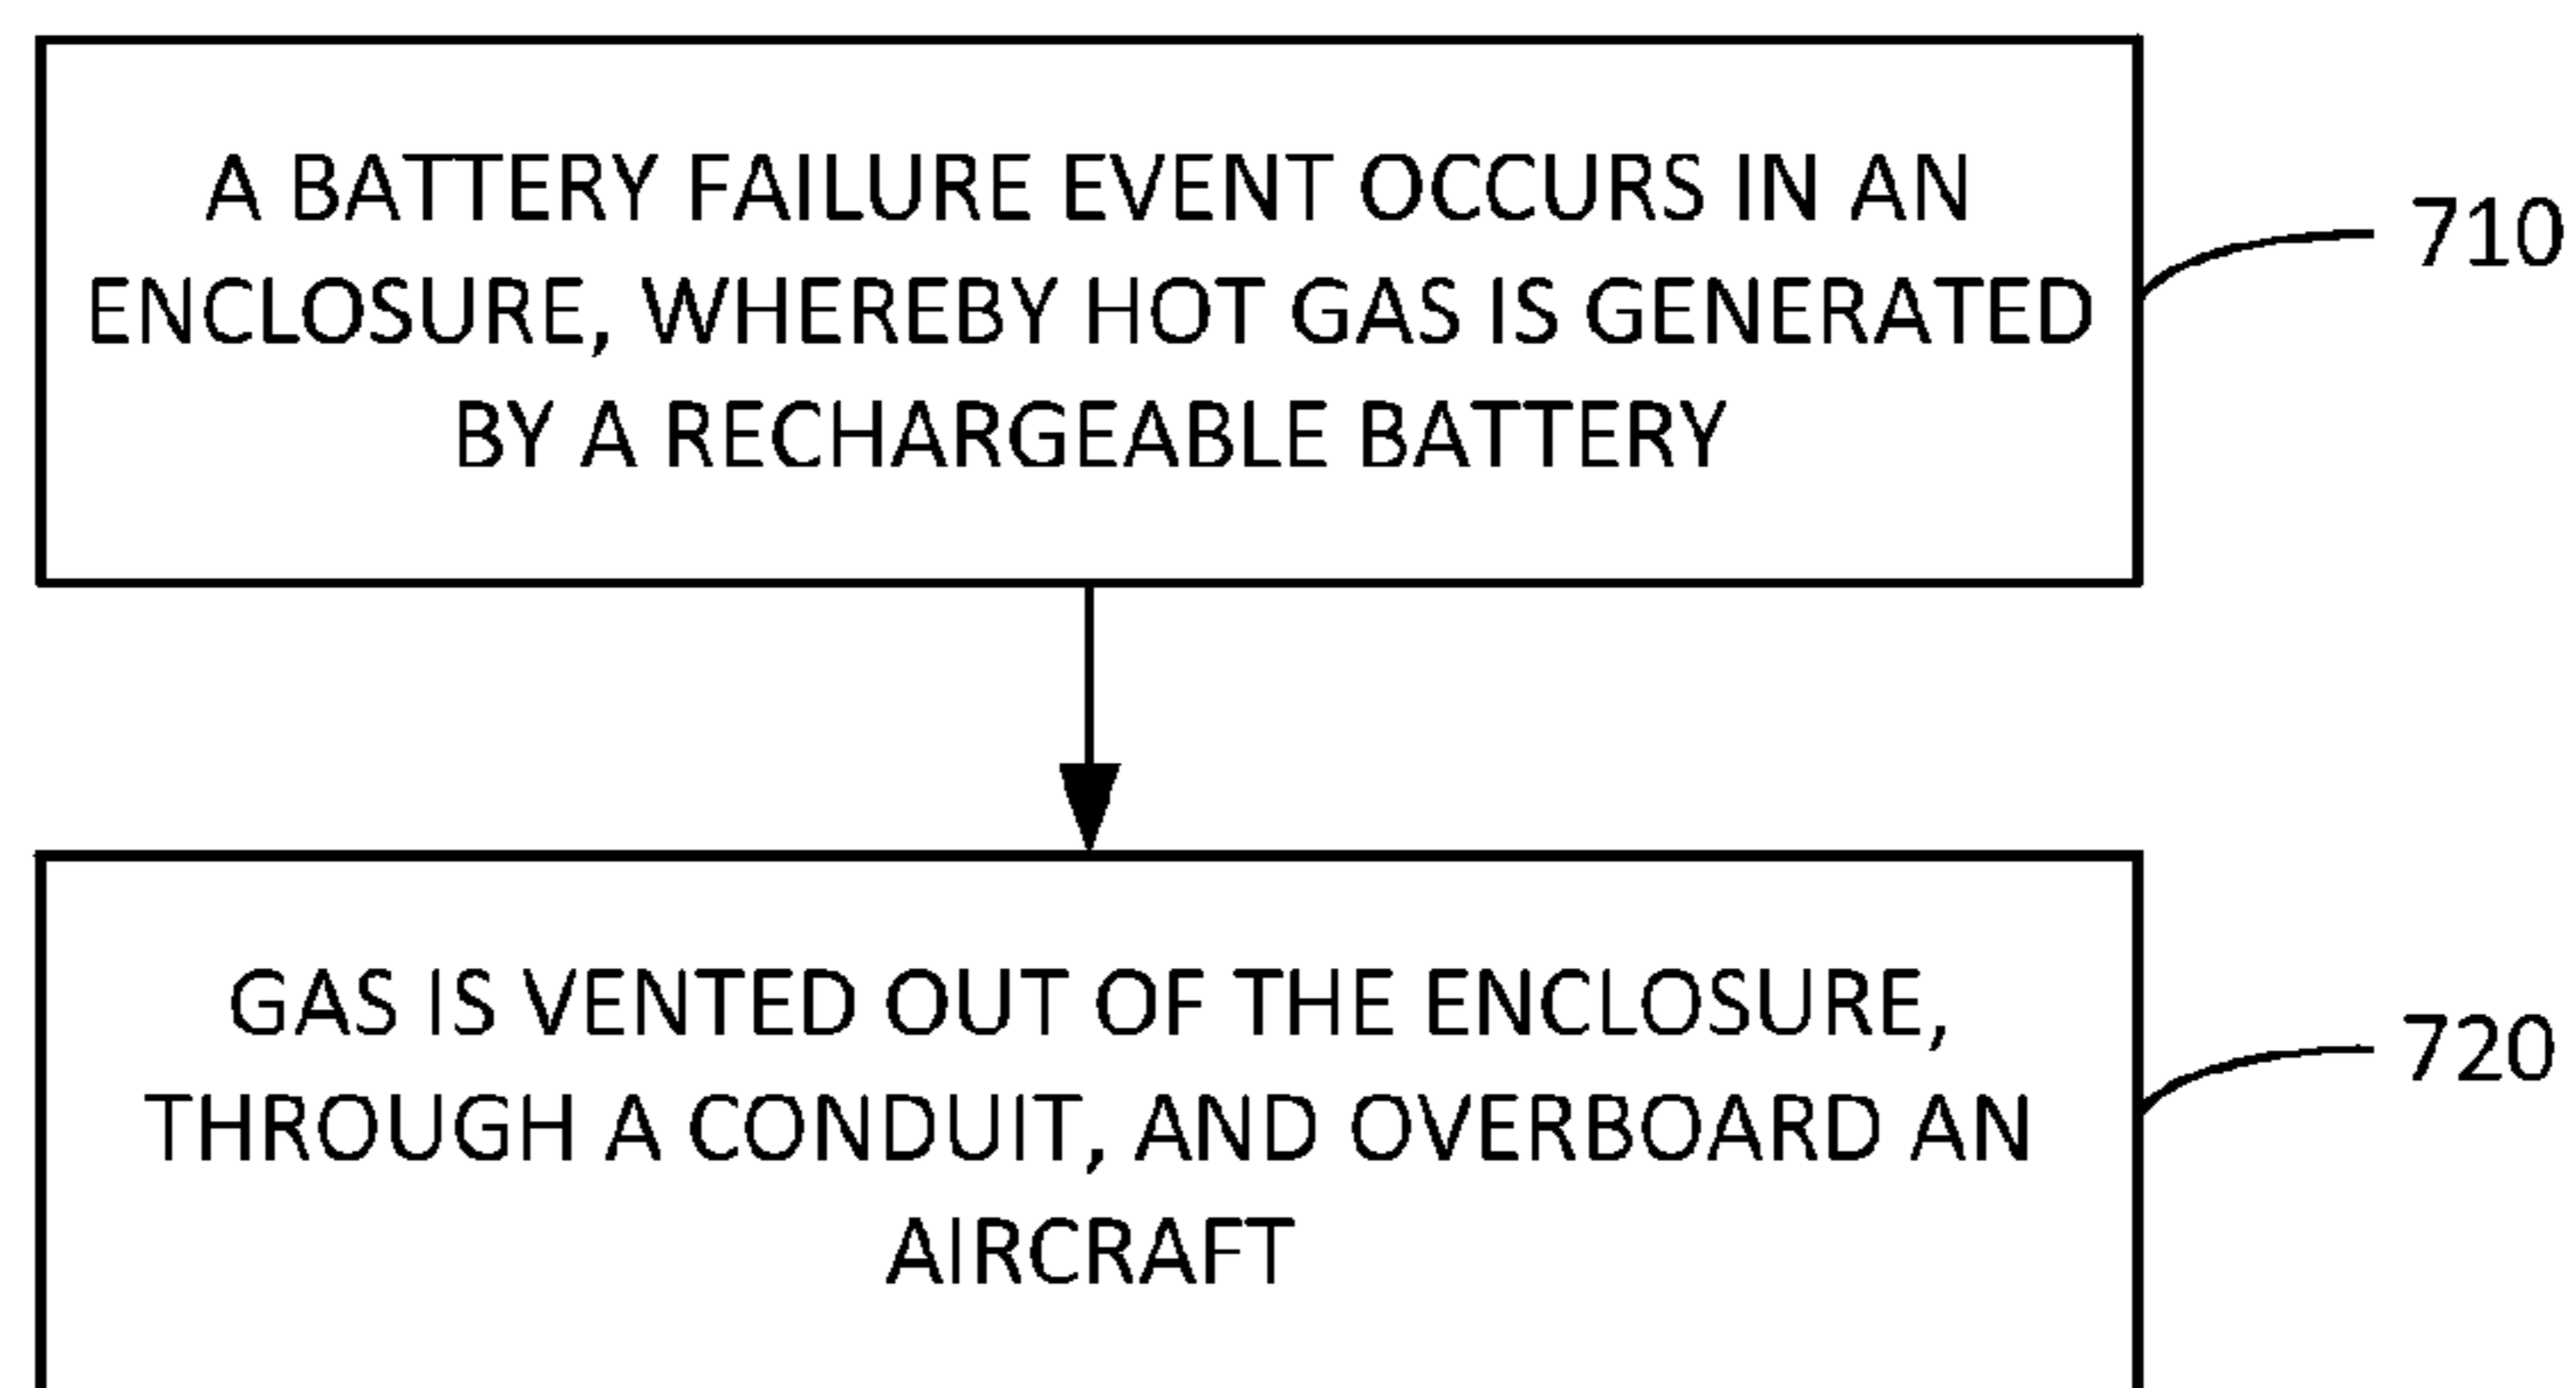 A BATTERY FAILURE EVENT OCCURS IN AN
ENCLOSURE, WHEREBY HOT GAS IS GENERATED
BY A RECHARGEABLE BATTERY
710
GAS IS VENTED OUT OF THE ENCLOSURE,
THROUGH A CONDUIT, AND OVERBOARD AN
AIRCRAFT
720